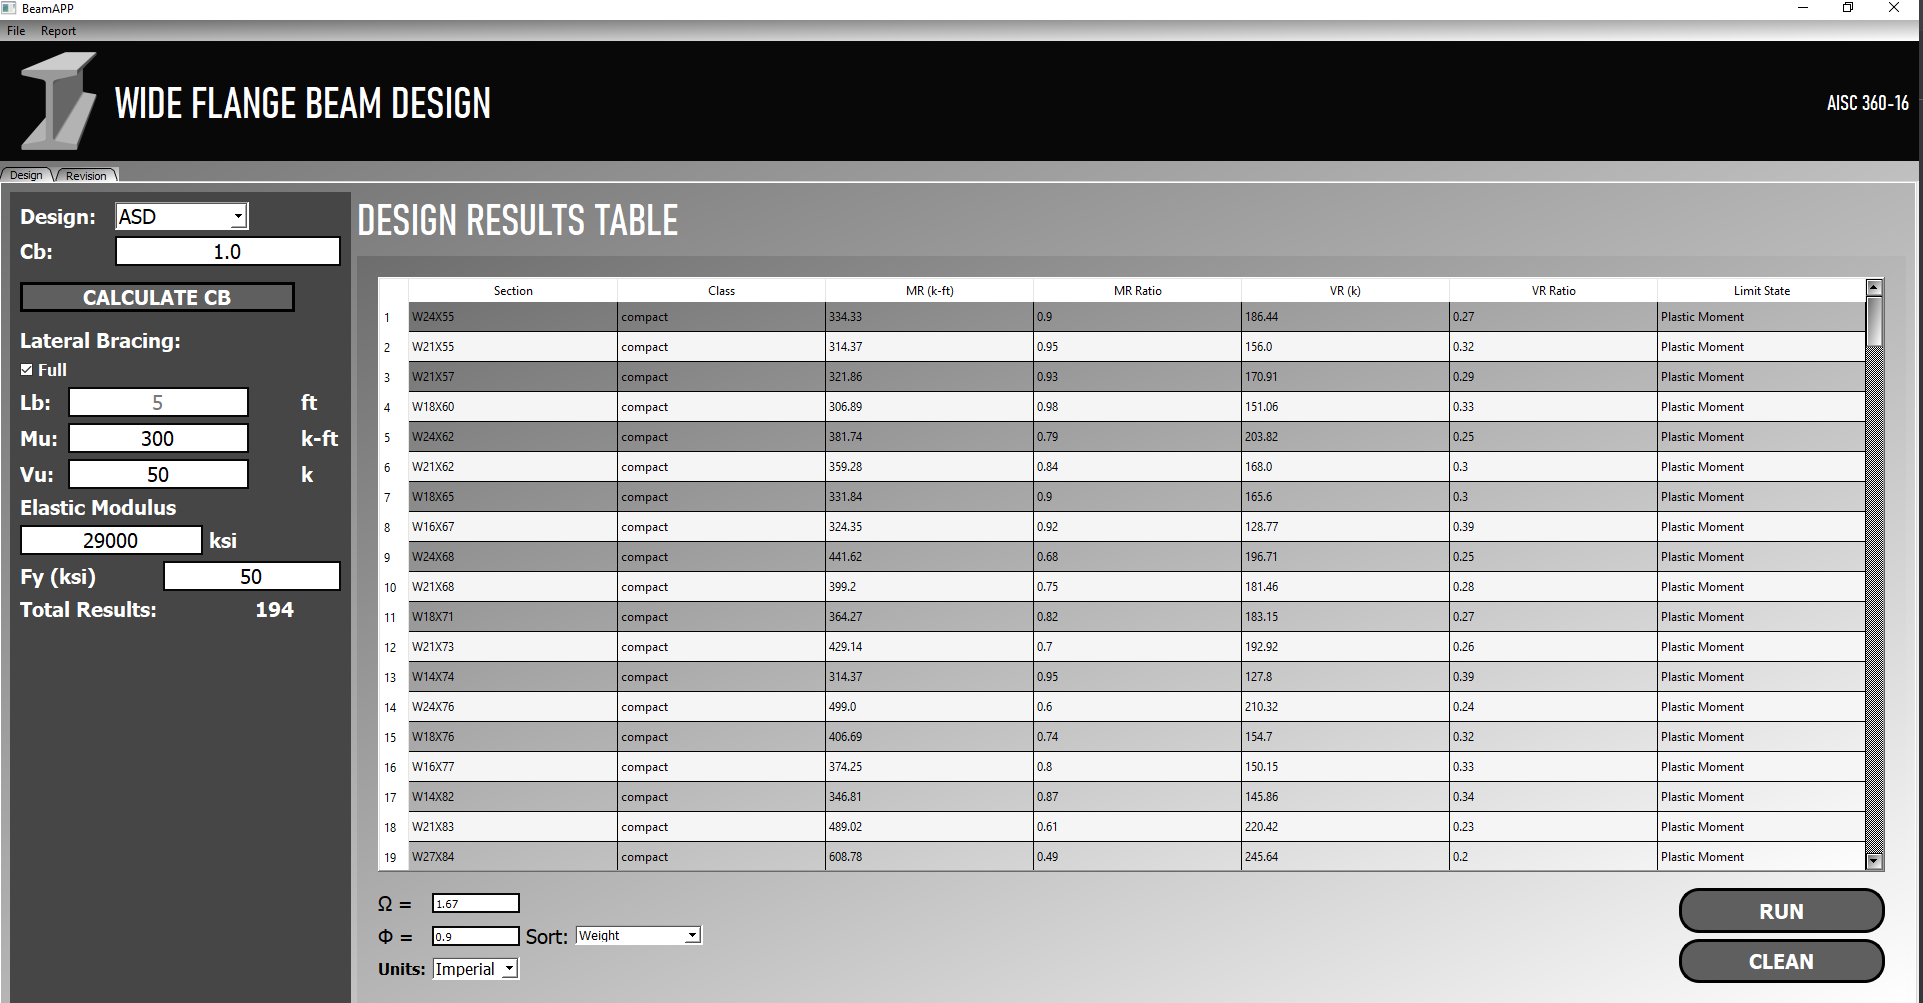 BeamAPP
File Report
WIDE FLANGE BEAM DESIGN
AISC 360-16
Design Revision
Design: ASD
Cb: 1.0
CALCULATE CB
Lateral Bracing:
Full
Lb: 5 ft
Mu: 300 k-ft
Vu: 50 k
Elastic Modulus
29000 ksi
Fy (ksi) 50
Total Results: 194
DESIGN RESULTS TABLE
Section Class MR (k-ft) MR Ratio VR (k) VR Ratio Limit State
1 W24X55 compact 334.33 0.9 186.44 0.27 Plastic Moment
2 W21X55 compact 314.37 0.95 156.0 0.32 Plastic Moment
3 W21X57 compact 321.86 0.93 170.91 0.29 Plastic Moment
4 W18X60 compact 306.89 0.98 151.06 0.33 Plastic Moment
5 W24X62 compact 381.74 0.79 203.82 0.25 Plastic Moment
6 W21X62 compact 359.28 0.84 168.0 0.3 Plastic Moment
7 W18X65 compact 331.84 0.9 165.6 0.3 Plastic Moment
8 W16X67 compact 324.35 0.92 128.77 0.39 Plastic Moment
9 W24X68 compact 441.62 0.68 196.71 0.25 Plastic Moment
10 W21X68 compact 399.2 0.75 181.46 0.28 Plastic Moment
11 W18X71 compact 364.27 0.82 183.15 0.27 Plastic Moment
12 W21X73 compact 429.14 0.7 192.92 0.26 Plastic Moment
13 W14X74 compact 314.37 0.95 127.8 0.39 Plastic Moment
14 W24X76 compact 499.0 0.6 210.32 0.24 Plastic Moment
15 W18X76 compact 406.69 0.74 154.7 0.32 Plastic Moment
16 W16X77 compact 374.25 0.8 150.15 0.33 Plastic Moment
17 W14X82 compact 346.81 0.87 145.86 0.34 Plastic Moment
18 W21X83 compact 489.02 0.61 220.42 0.23 Plastic Moment
19 W27X84 compact 608.78 0.49 245.64 0.2 Plastic Moment
Ω = 1.67
Φ = 0.9 Sort: Weight
Units: Imperial
RUN
CLEAN